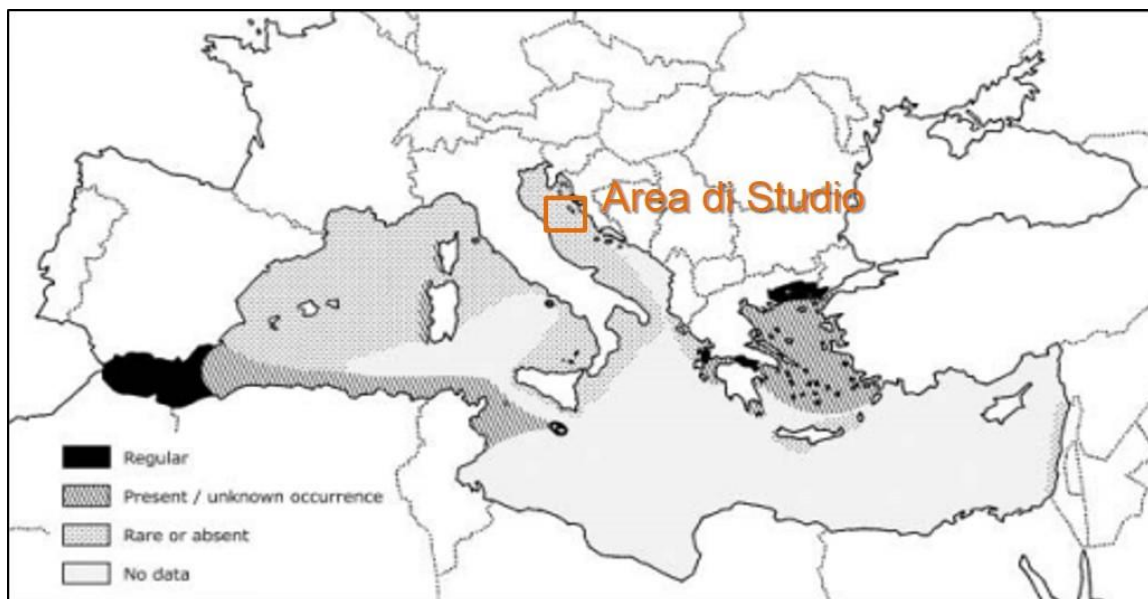 Area di Studio
Regular
Present / unknown occurrence
Rare or absent
No data